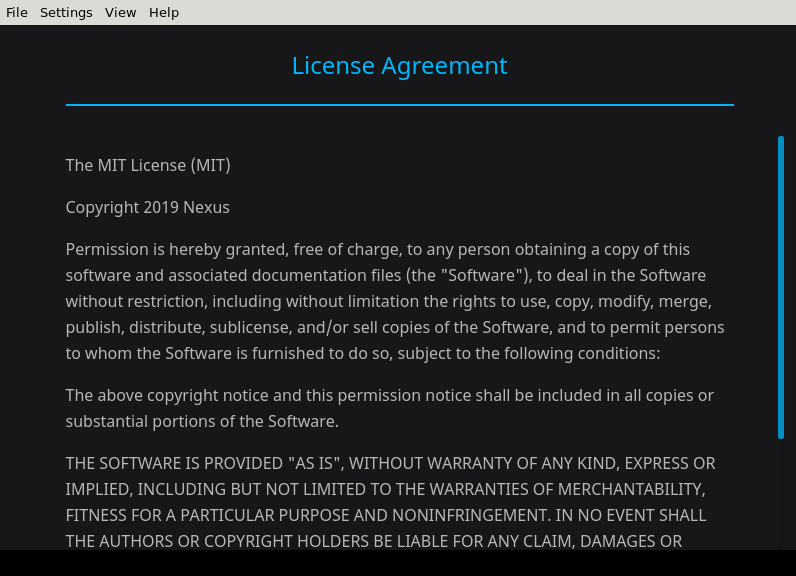 File Settings View Help
License Agreement
The MIT License (MIT)
Copyright 2019 Nexus
Permission is hereby granted, free of charge, to any person obtaining a copy of this
software and associated documentation files (the "Software"), to deal in the Software
without restriction, including without limitation the rights to use, copy, modify, merge,
publish, distribute, sublicense, and/or sell copies of the Software, and to permit persons
to whom the Software is furnished to do so, subject to the following conditions:
The above copyright notice and this permission notice shall be included in all copies or
substantial portions of the Software.
THE SOFTWARE IS PROVIDED "AS IS", WITHOUT WARRANTY OF ANY KIND, EXPRESS OR
IMPLIED, INCLUDING BUT NOT LIMITED TO THE WARRANTIES OF MERCHANTABILITY,
FITNESS FOR A PARTICULAR PURPOSE AND NONINFRINGEMENT. IN NO EVENT SHALL
THE AUTHORS OR COPYRIGHT HOLDERS BE LIABLE FOR ANY CLAIM, DAMAGES OR